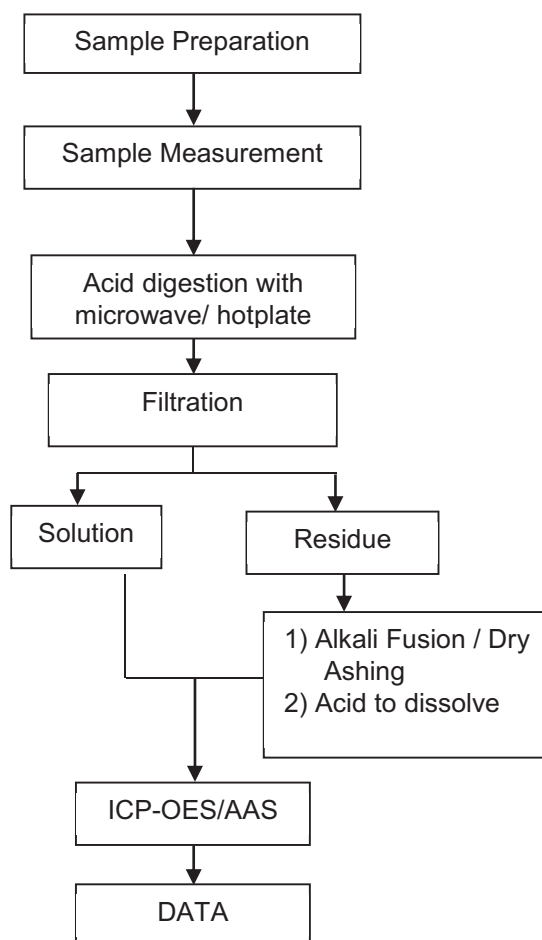 Sample Preparation
Sample Measurement
Acid digestion with
microwave/ hotplate
Filtration
Solution
Residue
1) Alkali Fusion / Dry
Ashing
2) Acid to dissolve
ICP-OES/AAS
DATA